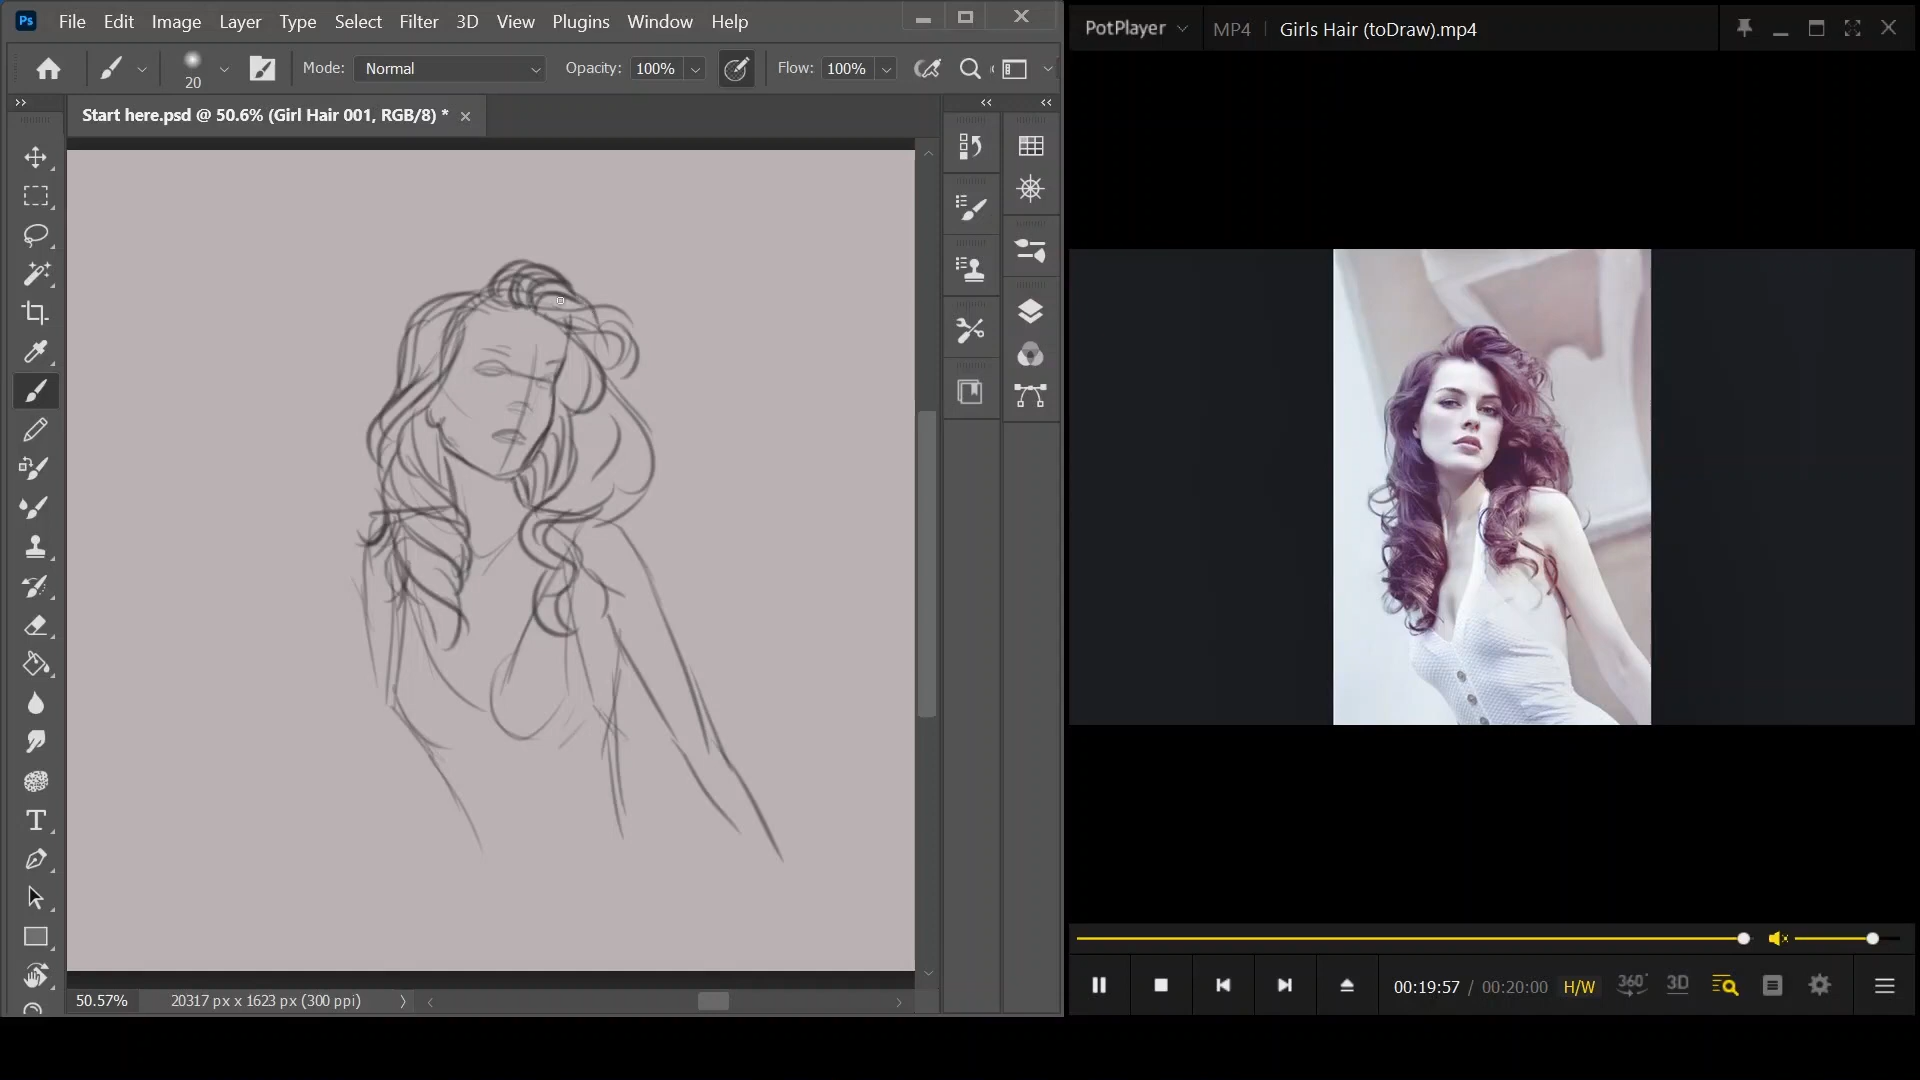 Ps File Edit Image Layer Type Select Filter 3D View Plugins Window Help
20 Mode: Normal Opacity: 100% Flow: 100%
Start here.psd @ 50.6% (Girl Hair 001, RGB/8) *
50.57% 20317 px x 1623 px (300 ppi)
PotPlayer MP4 Girls Hair (toDraw).mp4
00:19:57 / 00:20:00 H/W 360° 3D